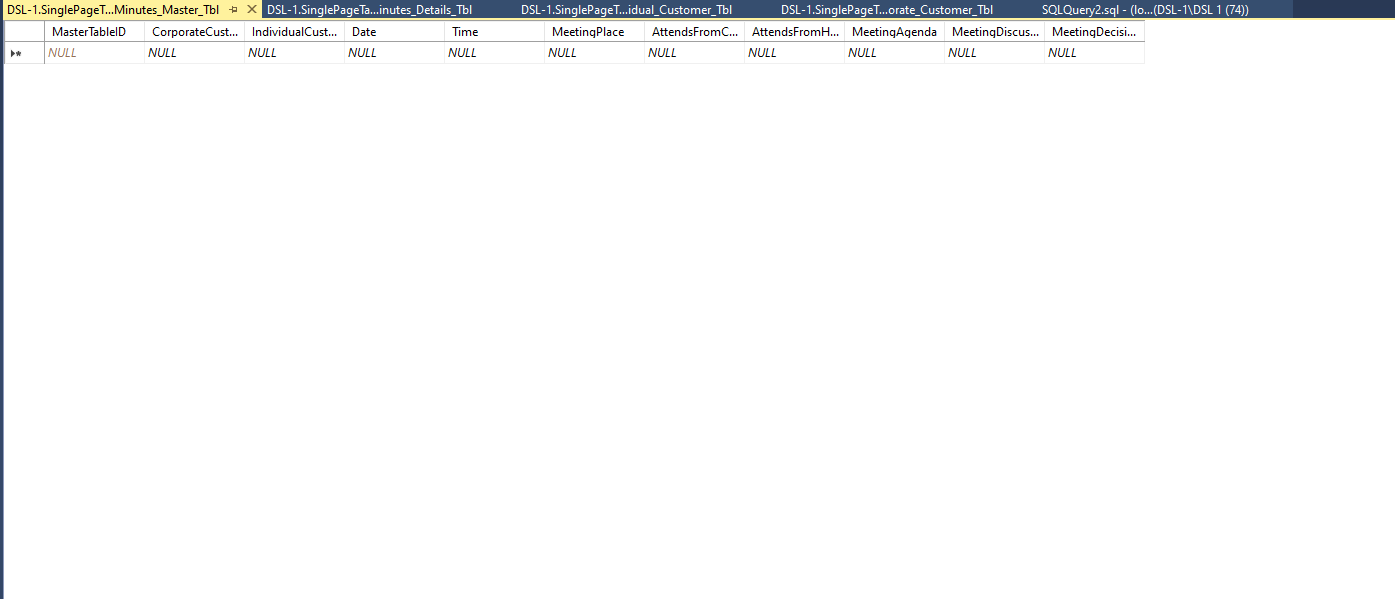 DSL-1.SinglePageT...Minutes_Master_Tbl DSL-1.SinglePageTa...inutes_Details_Tbl DSL-1.SinglePageT...idual_Customer_Tbl DSL-1.SinglePageT...orate_Customer_Tbl SQLQuery2.sql - (lo...(DSL-1\DSL 1 (74))
MasterTableID CorporateCust... IndividualCust... Date Time MeetingPlace AttendsFromC... AttendsFromH... MeetingAgenda MeetingDiscus... MeetingDecisi...
NULL NULL NULL NULL NULL NULL NULL NULL NULL NULL NULL